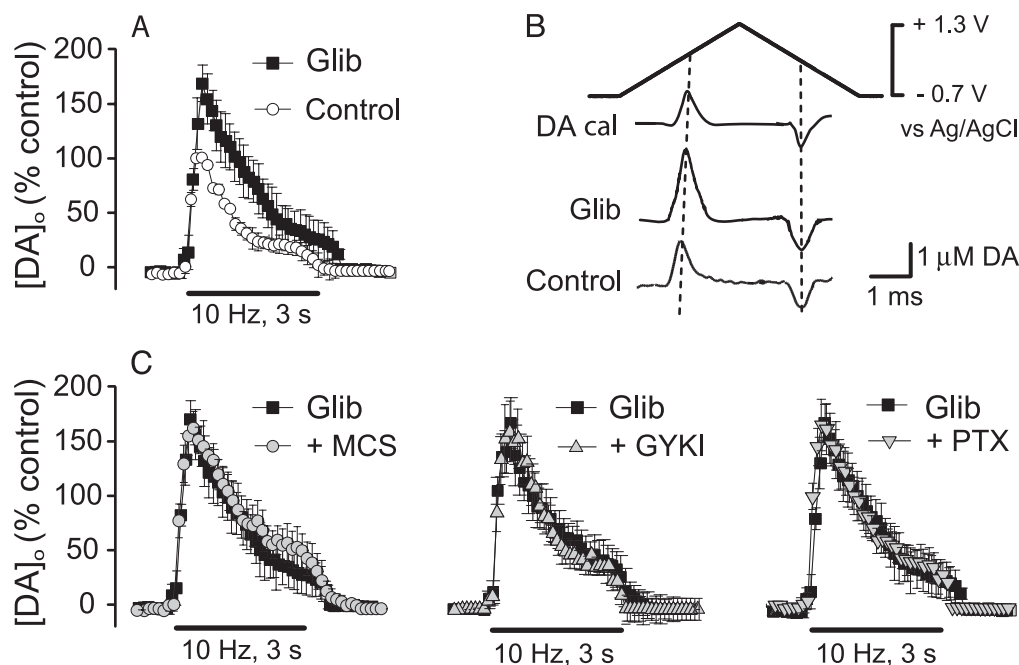 A
[DA]o (% control)
200
150
100
50
0
Glib
Control
10 Hz, 3 s
B
+ 1.3 V
- 0.7 V
vs Ag/AgCl
DA cal
Glib
Control
1 μM DA
1 ms
C
[DA]o (% control)
200
150
100
50
0
Glib
+ MCS
10 Hz, 3 s
Glib
+ GYKI
10 Hz, 3 s
Glib
+ PTX
10 Hz, 3 s